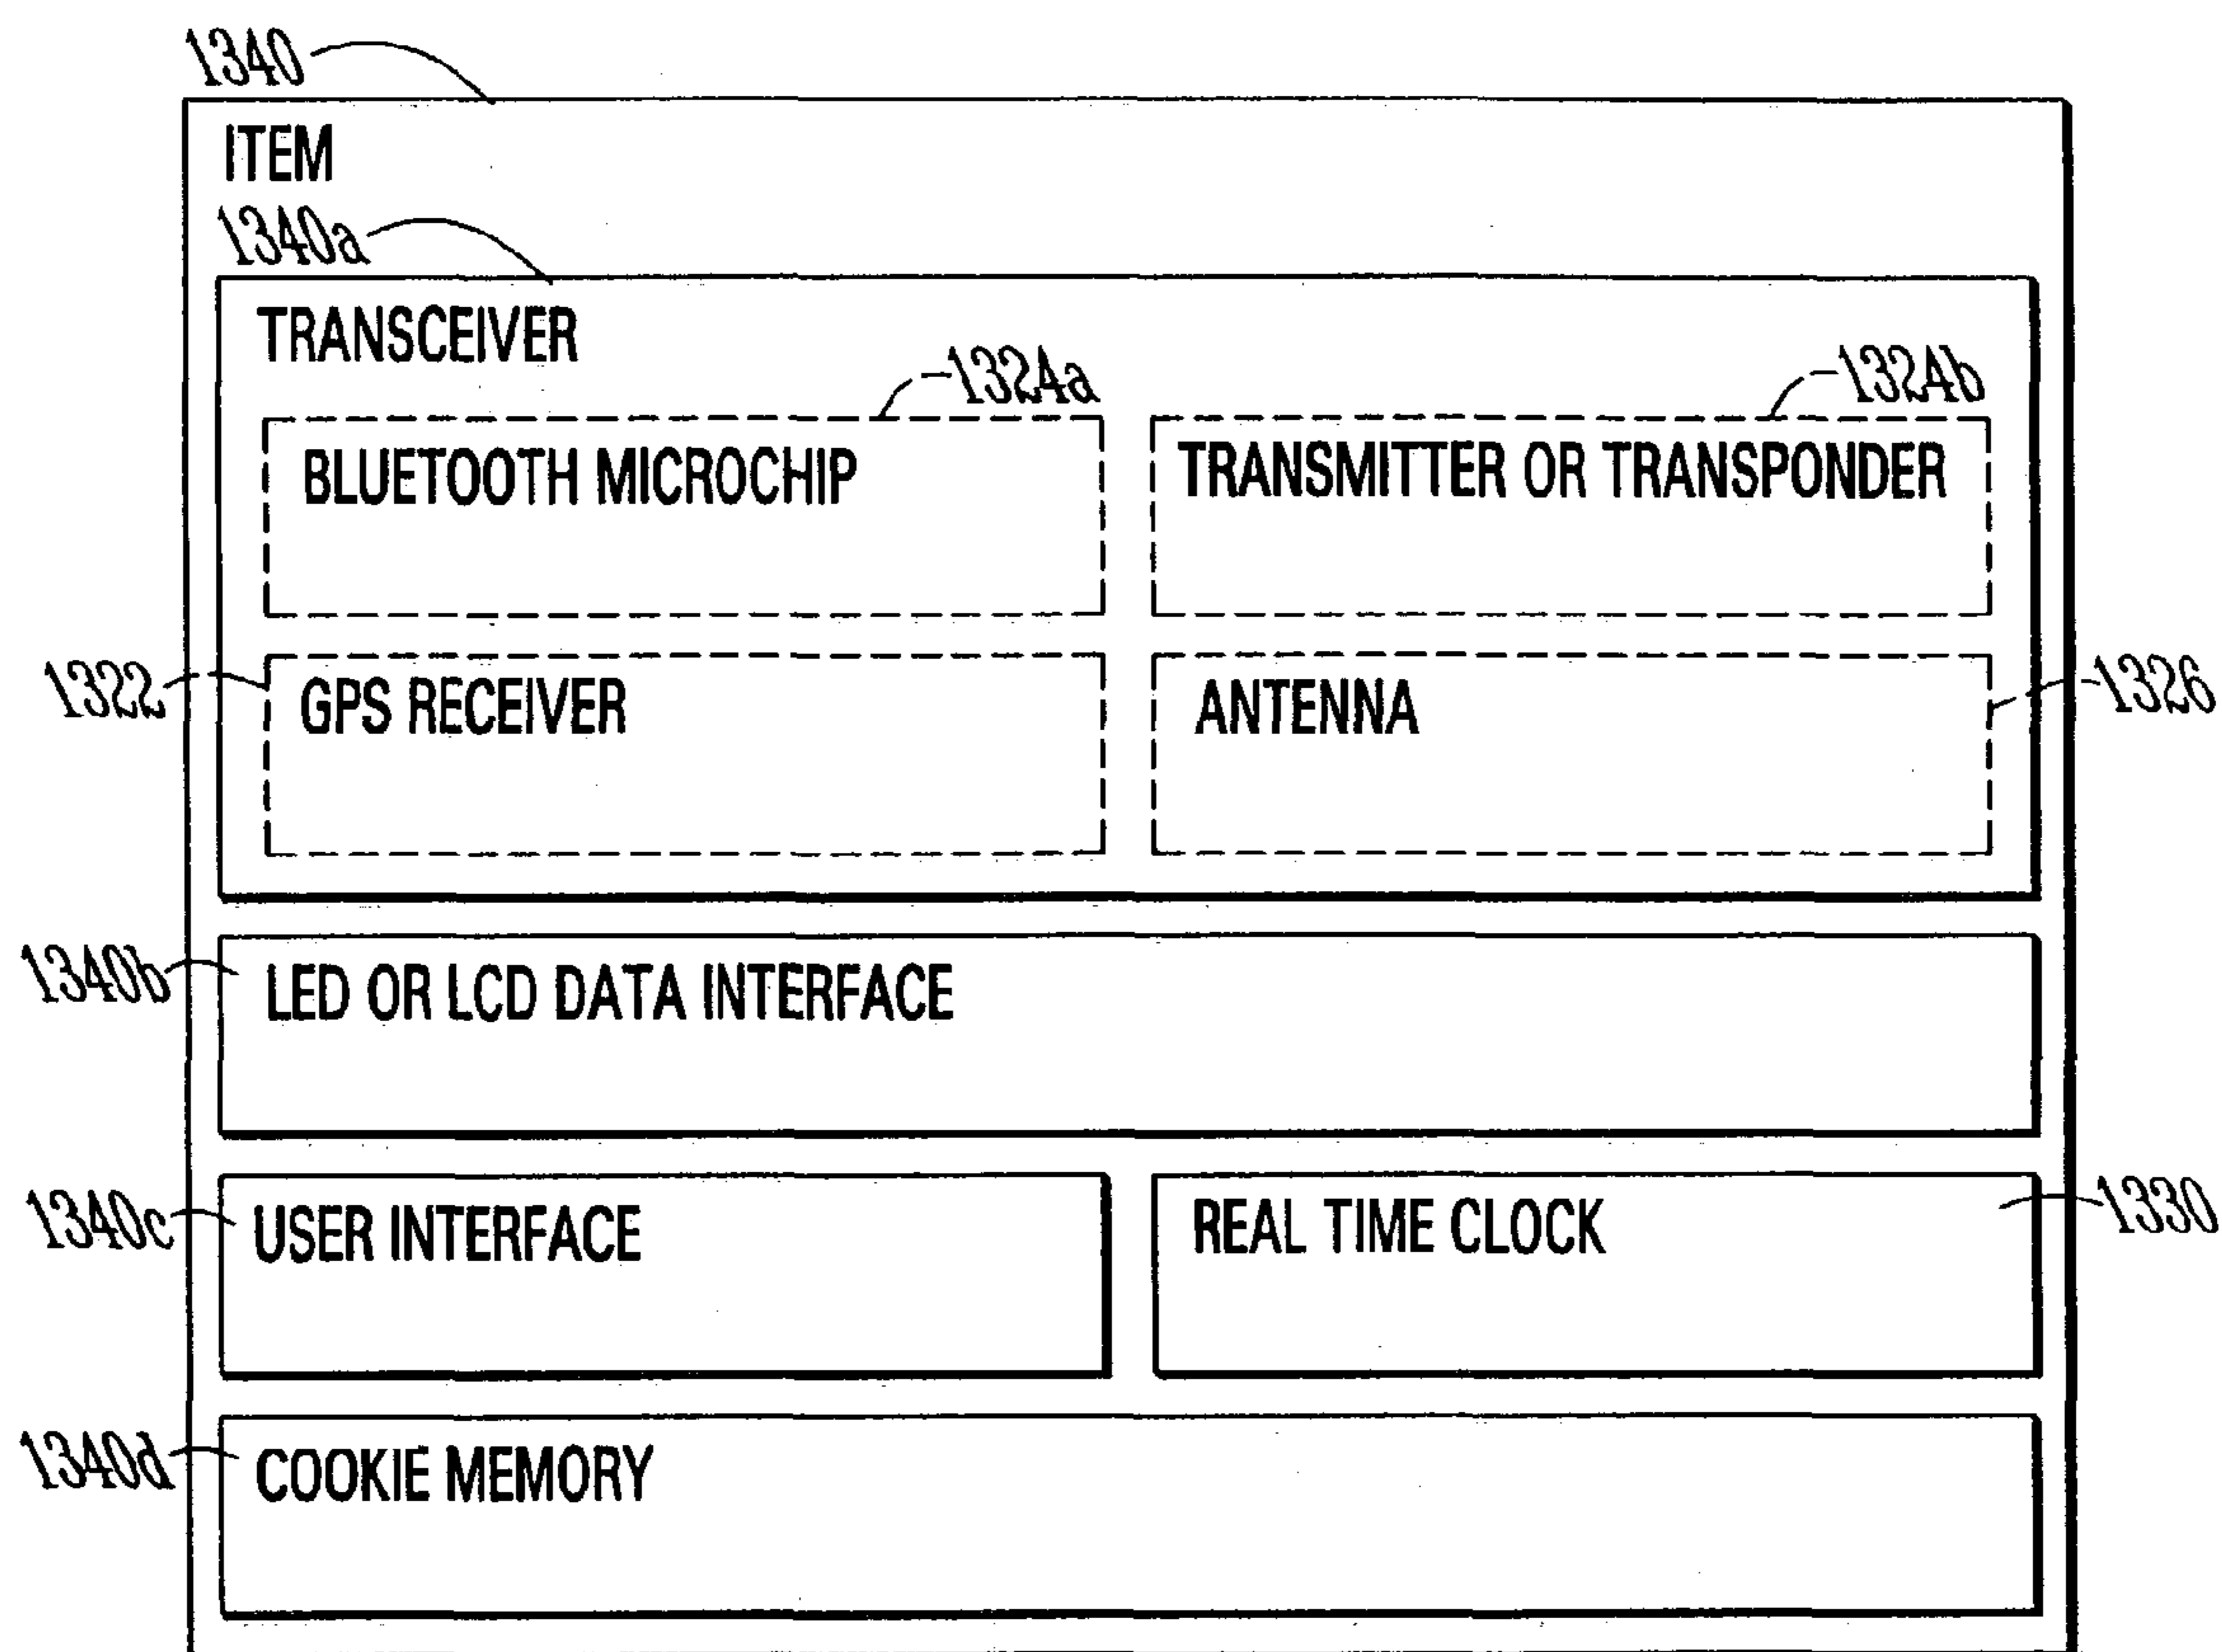 1340
ITEM
1340a
TRANSCEIVER
1324a
1324b
BLUETOOTH MICROCHIP
TRANSMITTER OR TRANSPONDER
1322
GPS RECEIVER
ANTENNA
1326
1340b
LED OR LCD DATA INTERFACE
1340c
USER INTERFACE
REAL TIME CLOCK
1330
1340d
COOKIE MEMORY